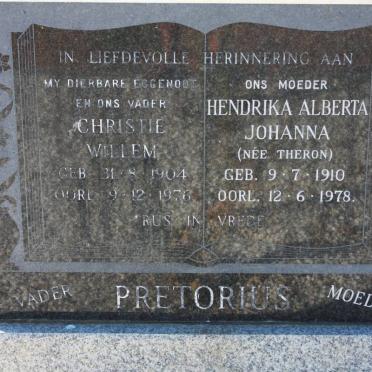 IN LIEFDEVOLLE HERINNERING AAN
MY DIERBARE EGGENOOT
EN ONS VADER
CHRISTIE
WILLEM
GEB. 31 · 8 · 1904
OORL. 9 · 12 · 1976
ONS MOEDER
HENDRIKA ALBERTA
JOHANNA
(NÉE THERON)
GEB. 9 · 7 · 1910
OORL. 12 · 6 · 1978.
RUS IN VREDE
VADER PRETORIUS MOED